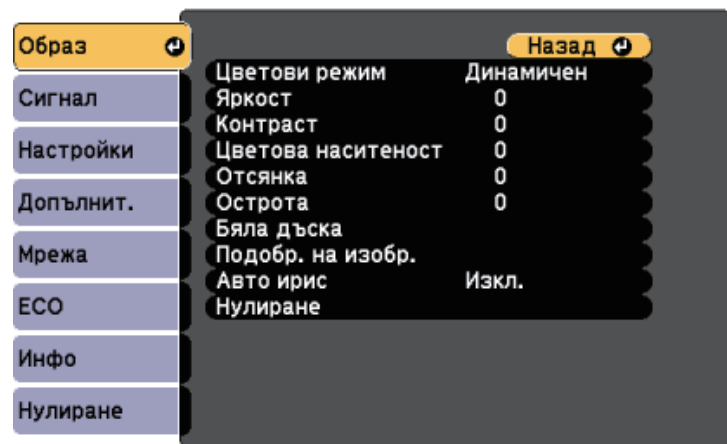 Образ
Сигнал
Настройки
Допълнит.
Мрежа
ECO
Инфо
Нулиране
Назад
Цветови режим Динамичен
Яркост 0
Контраст 0
Цветова наситеност 0
Отсянка 0
Острота 0
Бяла дъска
Подобр. на изобр.
Авто ирис Изкл.
Нулиране